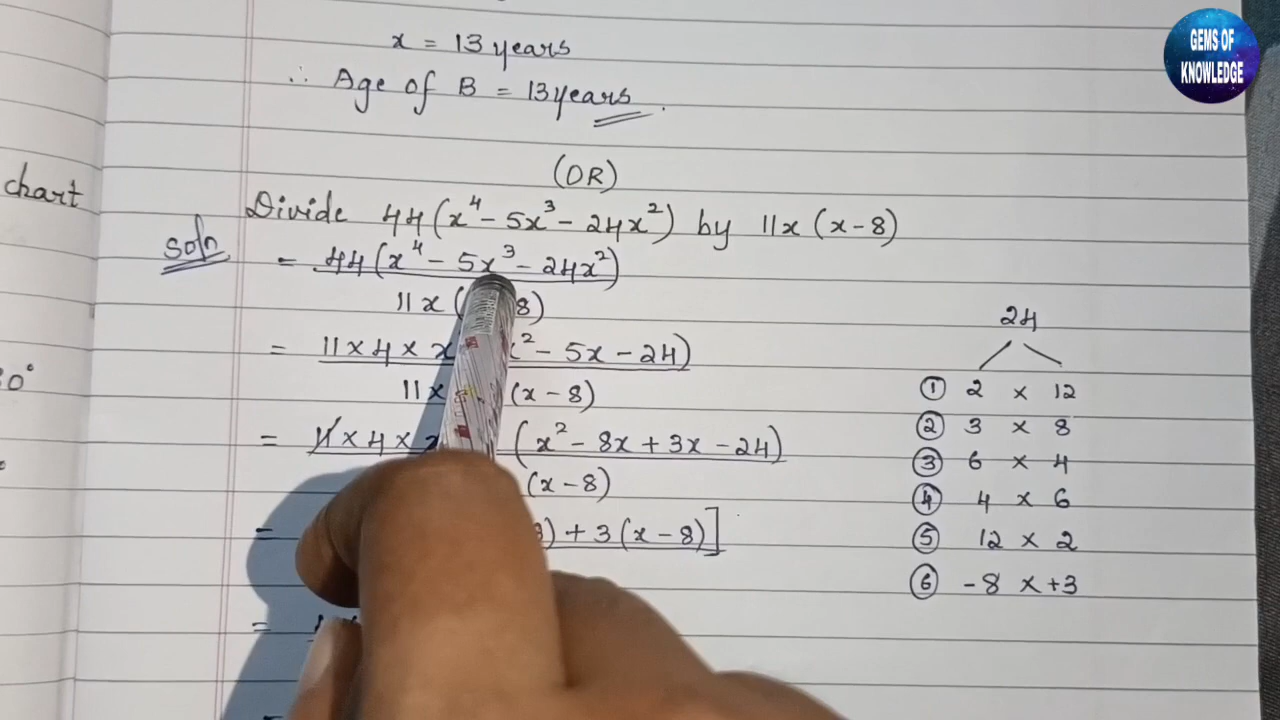 GEMS OF
KNOWLEDGE
x = 13 years
∴ Age of B = 13 years.
(OR)
chart
Divide 44(x⁴ - 5x³ - 24x²) by 11x (x-8)
Soln
= 44(x⁴ - 5x³ - 24x²)
11x ( 8)
= 11 × 4 × x x² - 5x - 24)
11x (x - 8)
= 11 × 4 × x (x² - 8x + 3x - 24)
(x - 8)
= ) + 3 (x - 8)]
=
24
① 2 × 12
② 3 × 8
③ 6 × 4
④ 4 × 6
⑤ 12 × 2
⑥ -8 × +3